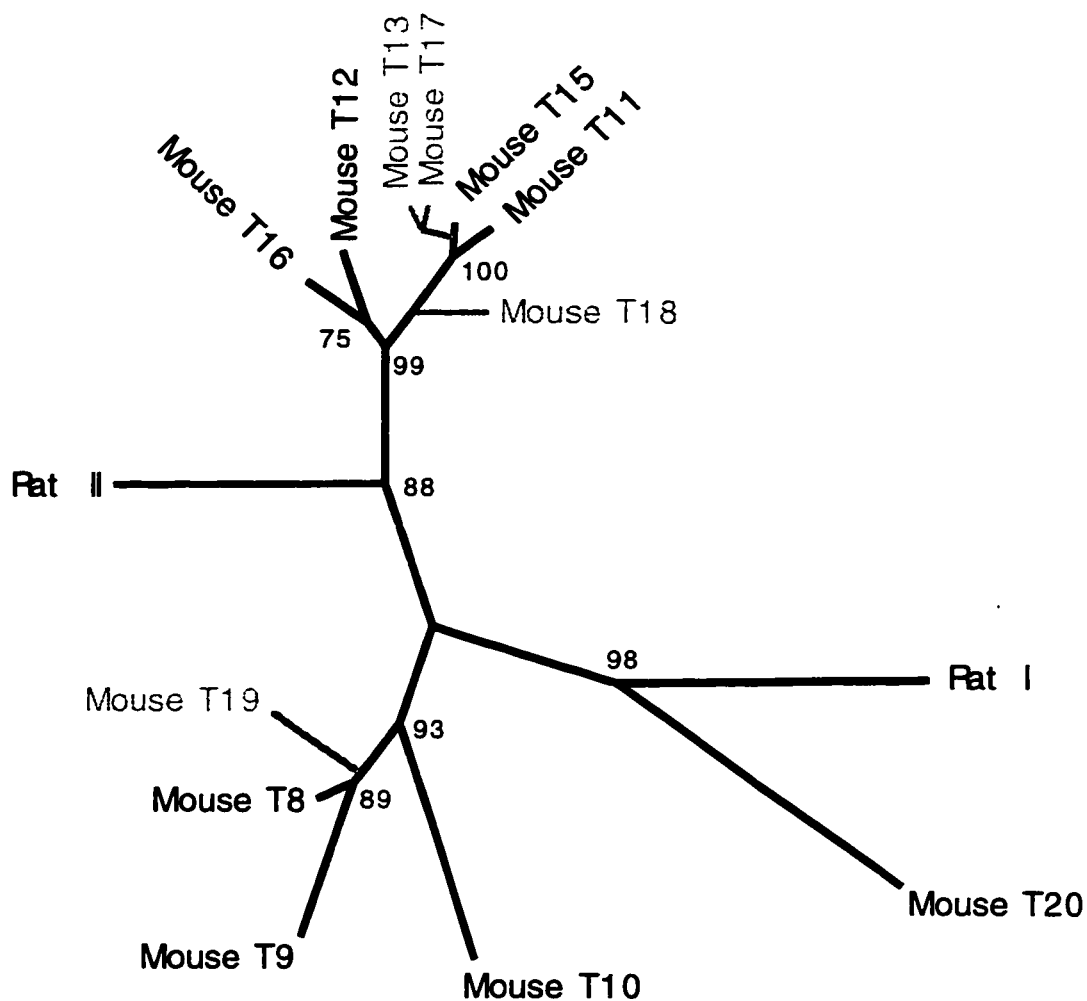 Mouse T13
Mouse T17
Mouse T12
Mouse T15
Mouse T11
Mouse T16
100
Mouse T18
75
99
Rat II
88
98
Rat I
Mouse T19
93
Mouse T8
89
Mouse T20
Mouse T9
Mouse T10